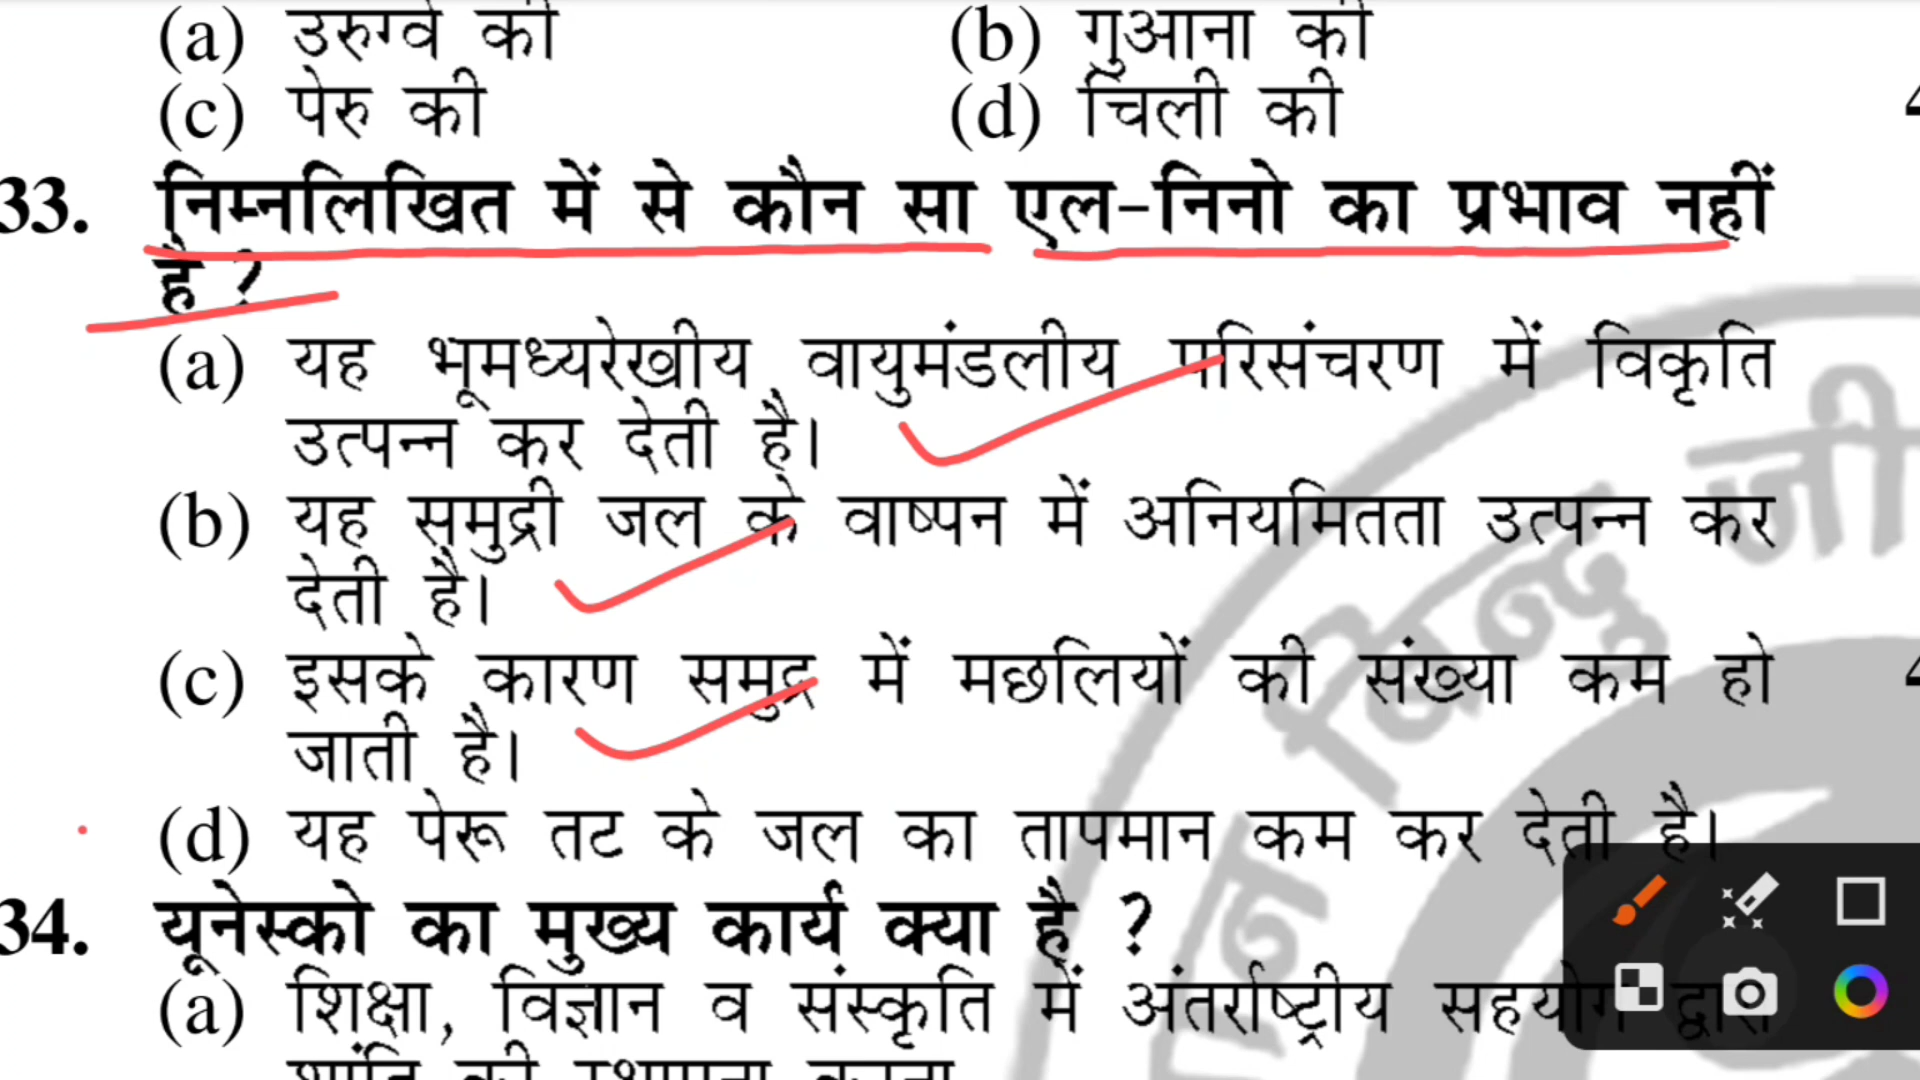 (a) उरुग्वे की (b) गुआना की
(c) पेरु की (d) चिली की
33. निम्नलिखित में से कौन सा एल-निनो का प्रभाव नहीं
है ?
(a) यह भूमध्यरेखीय वायुमंडलीय परिसंचरण में विकृति
उत्पन्न कर देती है।
(b) यह समुद्री जल के वाष्पन में अनियमितता उत्पन्न कर
देती है।
(c) इसके कारण समुद्र में मछलियों की संख्या कम हो
जाती है।
(d) यह पेरू तट के जल का तापमान कम कर देती है।
34. यूनेस्को का मुख्य कार्य क्या है ?
(a) शिक्षा, विज्ञान व संस्कृति में अंतर्राष्ट्रीय सहयोग द्वारा
शांति की स्थापना करना
बिन्दु